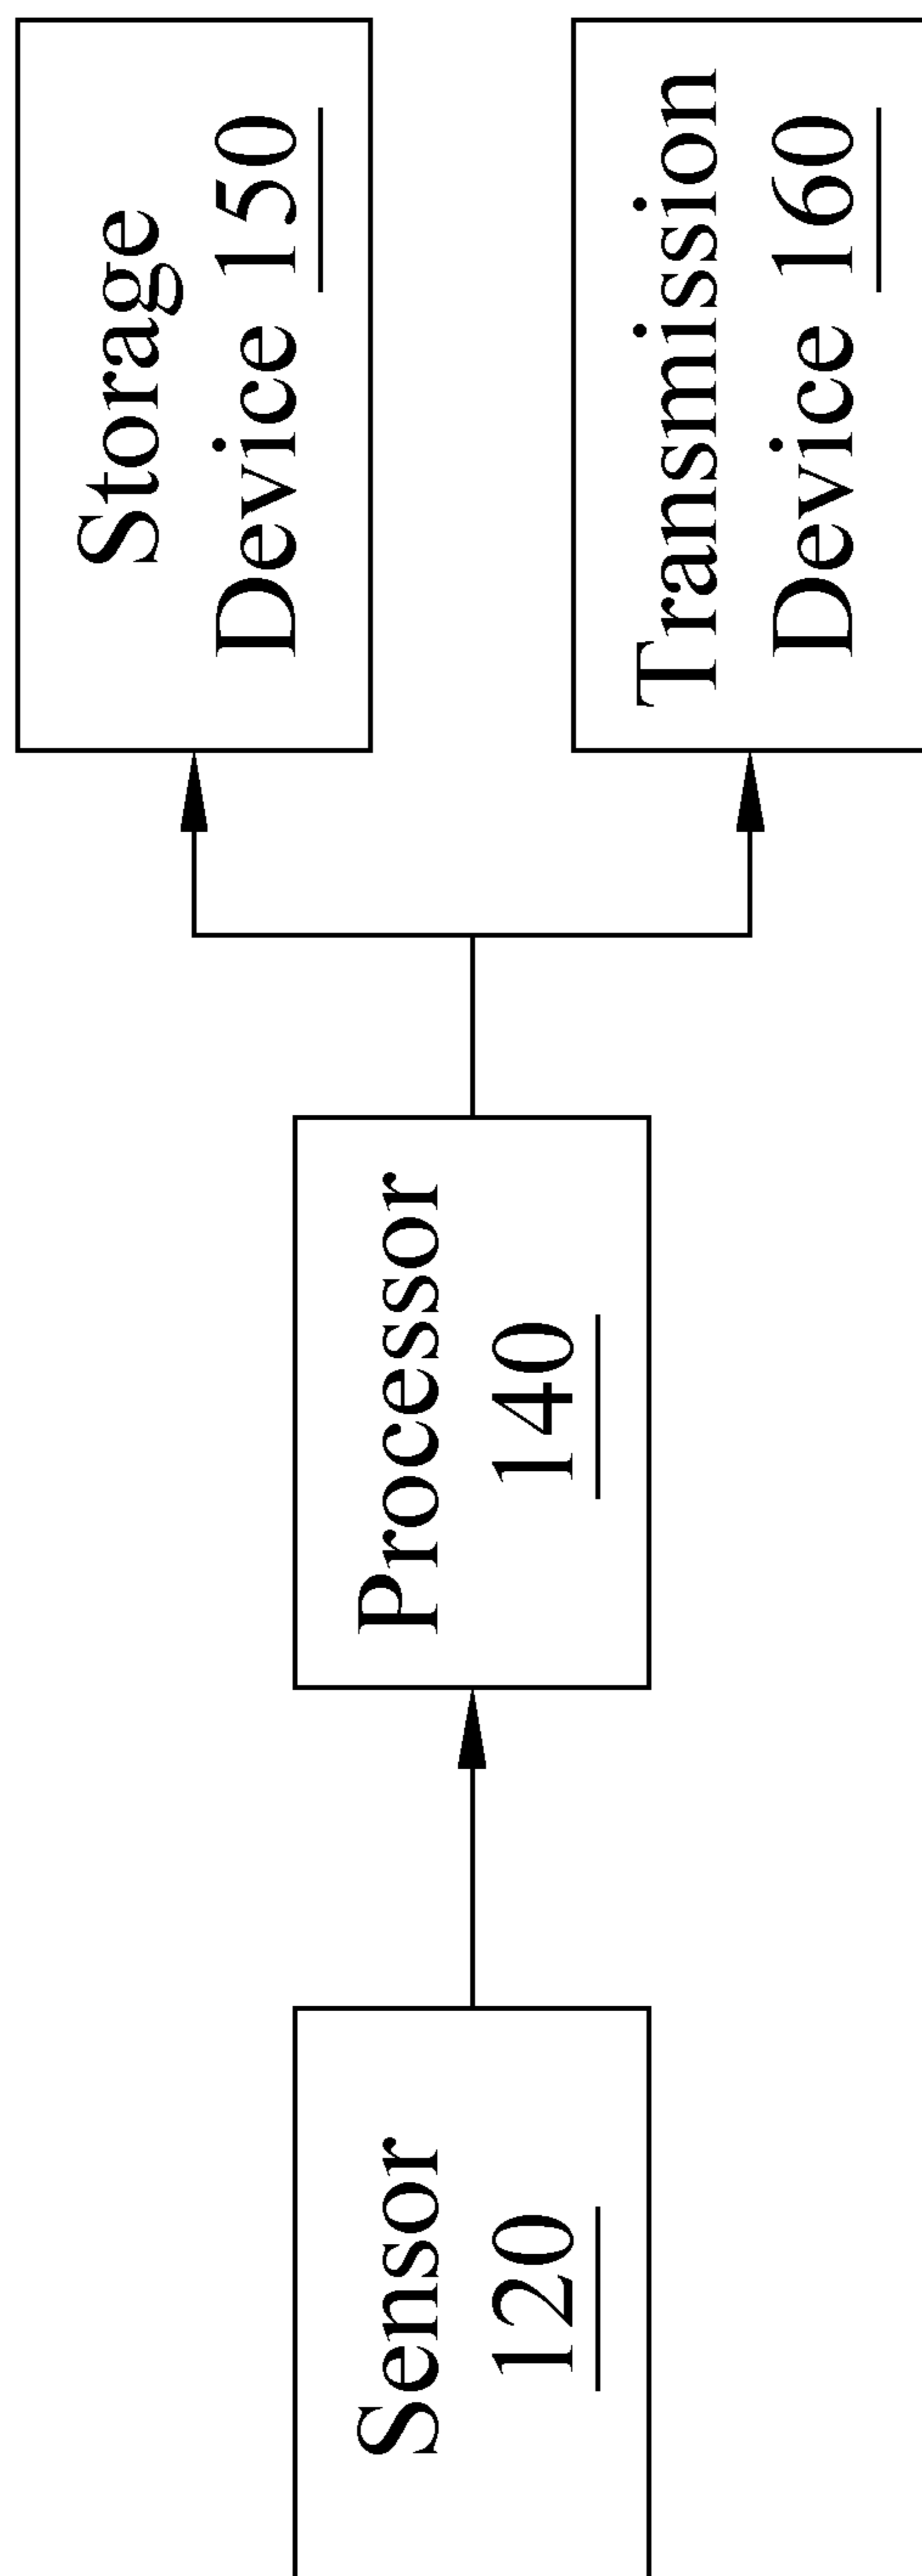 Sensor
120
Processor
140
Storage
Device 150
Transmission
Device 160